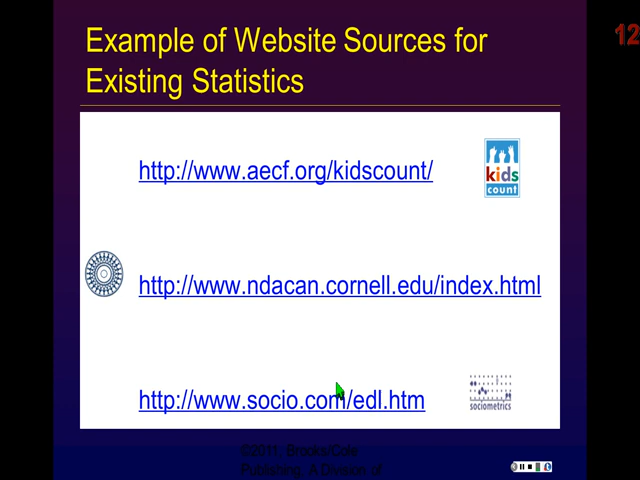 Example of Website Sources for
Existing Statistics
12
http://www.aecf.org/kidscount/
kids
count
http://www.ndacan.cornell.edu/index.html
http://www.socio.com/edl.htm
sociometrics
©2011, Brooks/Cole
Publishing, A Division of